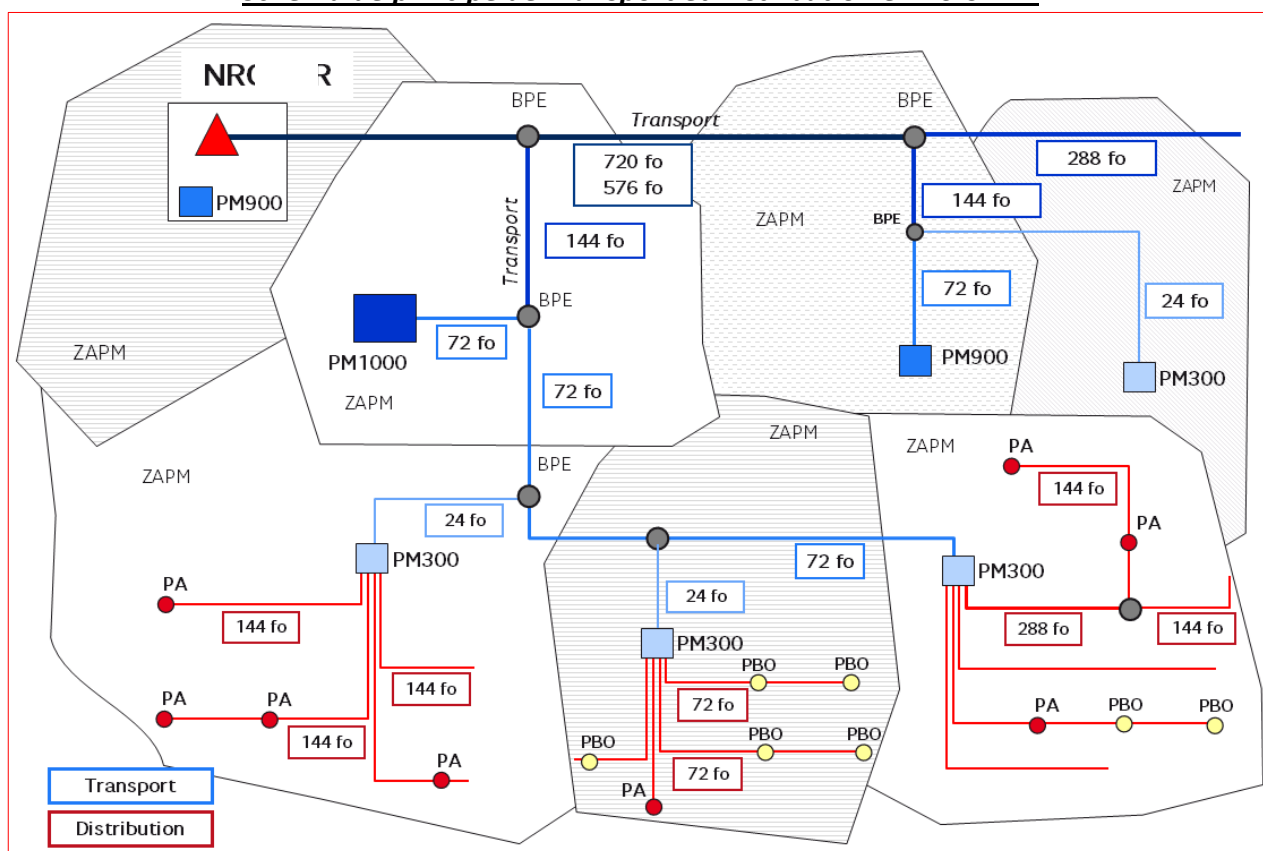 NRO
BPE
BPE
Transport
288 fo
720 fo
576 fo
ZAPM
PM900
144 fo
ZAPM
BPE
Transport
144 fo
BPE
72 fo
24 fo
72 fo
ZAPM
PM1000
PM900
PM300
72 fo
ZAPM
ZAPM
ZAPM
PA
BPE
ZAPM
144 fo
24 fo
PA
PM300
72 fo
PM300
PA
24 fo
144 fo
288 fo
144 fo
PM300
PBO
PBO
144 fo
PA
PA
72 fo
PA
PBO
PBO
144 fo
PBO
PBO
PBO
PA
72 fo
PA
Transport
Distribution